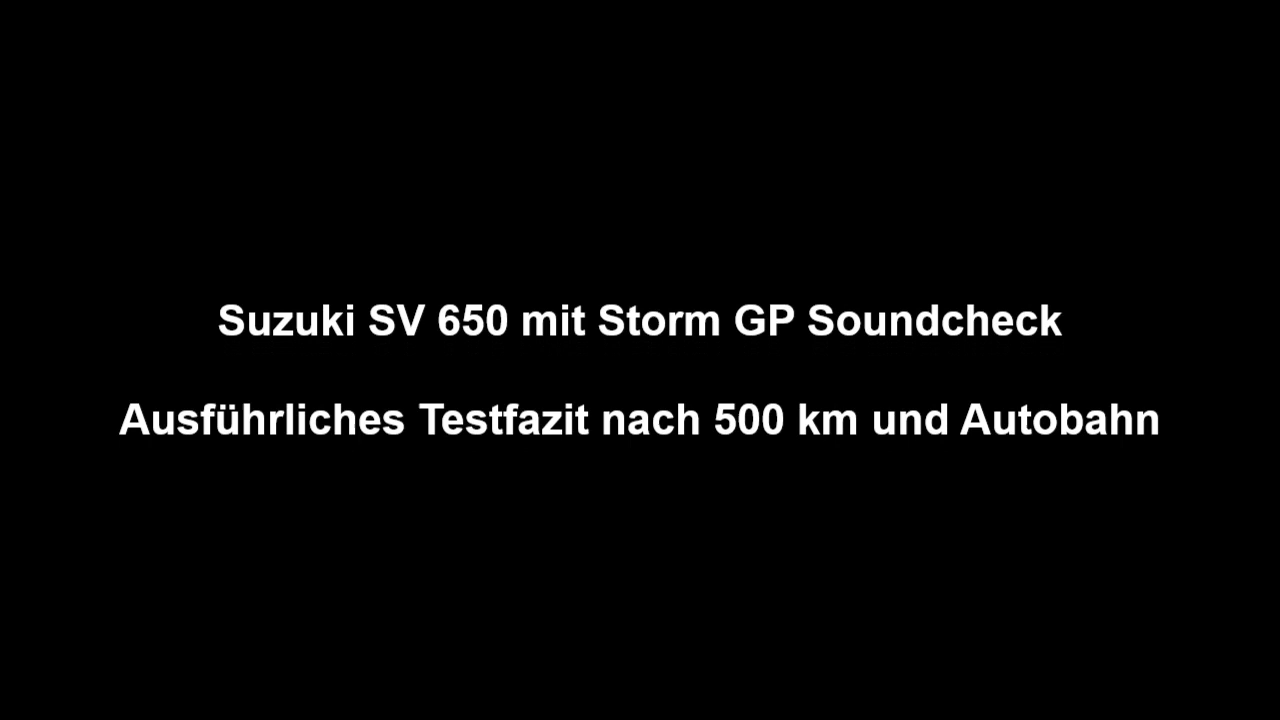 Suzuki SV 650 mit Storm GP Soundcheck
Ausführliches Testfazit nach 500 km und Autobahn